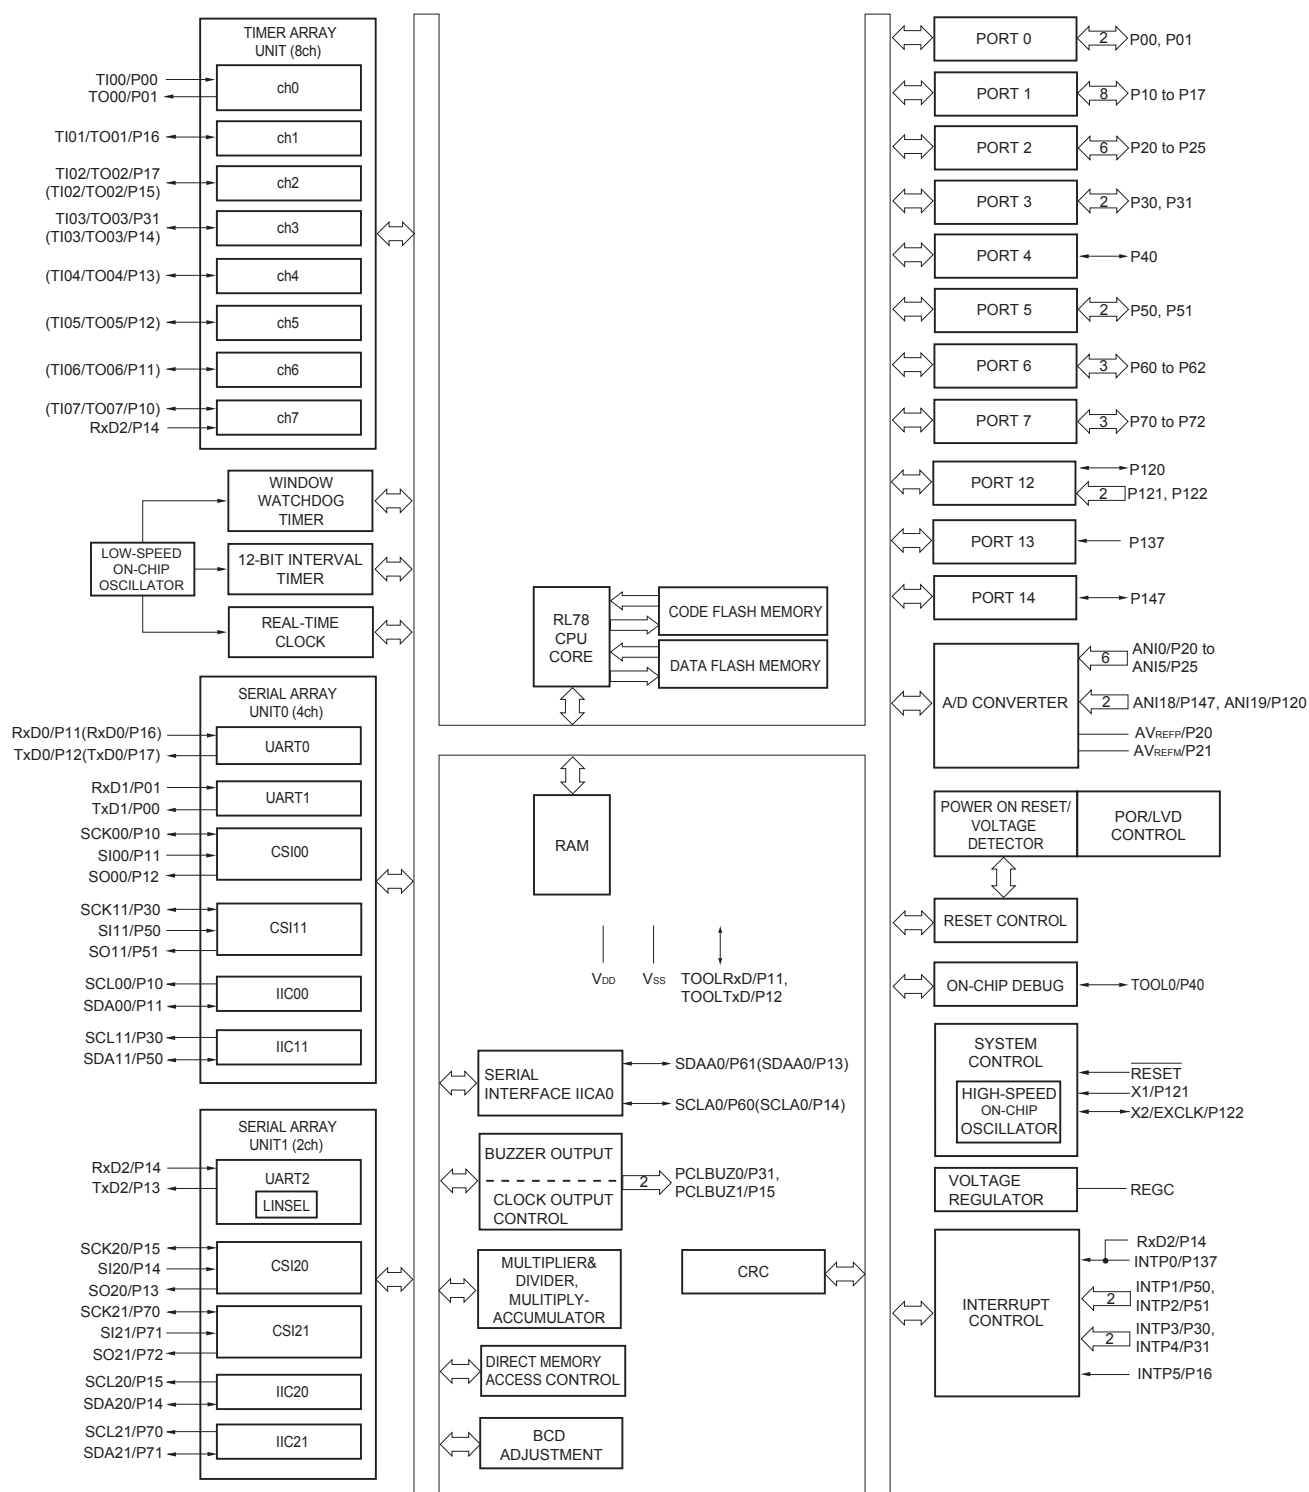 TIMER ARRAY
UNIT (8ch)
TI00/P00
TO00/P01
ch0
TI01/TO01/P16
ch1
TI02/TO02/P17
(TI02/TO02/P15)
ch2
TI03/TO03/P31
(TI03/TO03/P14)
ch3
(TI04/TO04/P13)
ch4
(TI05/TO05/P12)
ch5
(TI06/TO06/P11)
ch6
(TI07/TO07/P10)
RxD2/P14
ch7
WINDOW
WATCHDOG
TIMER
LOW-SPEED
ON-CHIP
OSCILLATOR
12-BIT INTERVAL
TIMER
REAL-TIME
CLOCK
SERIAL ARRAY
UNIT0 (4ch)
RxD0/P11(RxD0/P16)
TxD0/P12(TxD0/P17)
UART0
RxD1/P01
TxD1/P00
UART1
SCK00/P10
SI00/P11
SO00/P12
CSI00
SCK11/P30
SI11/P50
SO11/P51
CSI11
SCL00/P10
SDA00/P11
IIC00
SCL11/P30
SDA11/P50
IIC11
SERIAL ARRAY
UNIT1 (2ch)
RxD2/P14
TxD2/P13
UART2
LINSEL
SCK20/P15
SI20/P14
SO20/P13
CSI20
SCK21/P70
SI21/P71
SO21/P72
CSI21
SCL20/P15
SDA20/P14
IIC20
SCL21/P70
SDA21/P71
IIC21
RL78
CPU
CORE
CODE FLASH MEMORY
DATA FLASH MEMORY
RAM
VDD
VSS
TOOLRxD/P11,
TOOLTxD/P12
SERIAL
INTERFACE IICA0
SDAA0/P61(SDAA0/P13)
SCLA0/P60(SCLA0/P14)
BUZZER OUTPUT
CLOCK OUTPUT
CONTROL
2
PCLBUZ0/P31,
PCLBUZ1/P15
MULTIPLIER&
DIVIDER,
MULITIPLY-
ACCUMULATOR
CRC
DIRECT MEMORY
ACCESS CONTROL
BCD
ADJUSTMENT
PORT 0
2
P00, P01
PORT 1
8
P10 to P17
PORT 2
6
P20 to P25
PORT 3
2
P30, P31
PORT 4
P40
PORT 5
2
P50, P51
PORT 6
3
P60 to P62
PORT 7
3
P70 to P72
PORT 12
P120
2
P121, P122
PORT 13
P137
PORT 14
P147
A/D CONVERTER
6
ANI0/P20 to
ANI5/P25
2
ANI18/P147, ANI19/P120
AVREFP/P20
AVREFM/P21
POWER ON RESET/
VOLTAGE
DETECTOR
POR/LVD
CONTROL
RESET CONTROL
ON-CHIP DEBUG
TOOL0/P40
SYSTEM
CONTROL
HIGH-SPEED
ON-CHIP
OSCILLATOR
RESET
X1/P121
X2/EXCLK/P122
VOLTAGE
REGULATOR
REGC
INTERRUPT
CONTROL
RxD2/P14
INTP0/P137
2
INTP1/P50,
INTP2/P51
2
INTP3/P30,
INTP4/P31
INTP5/P16